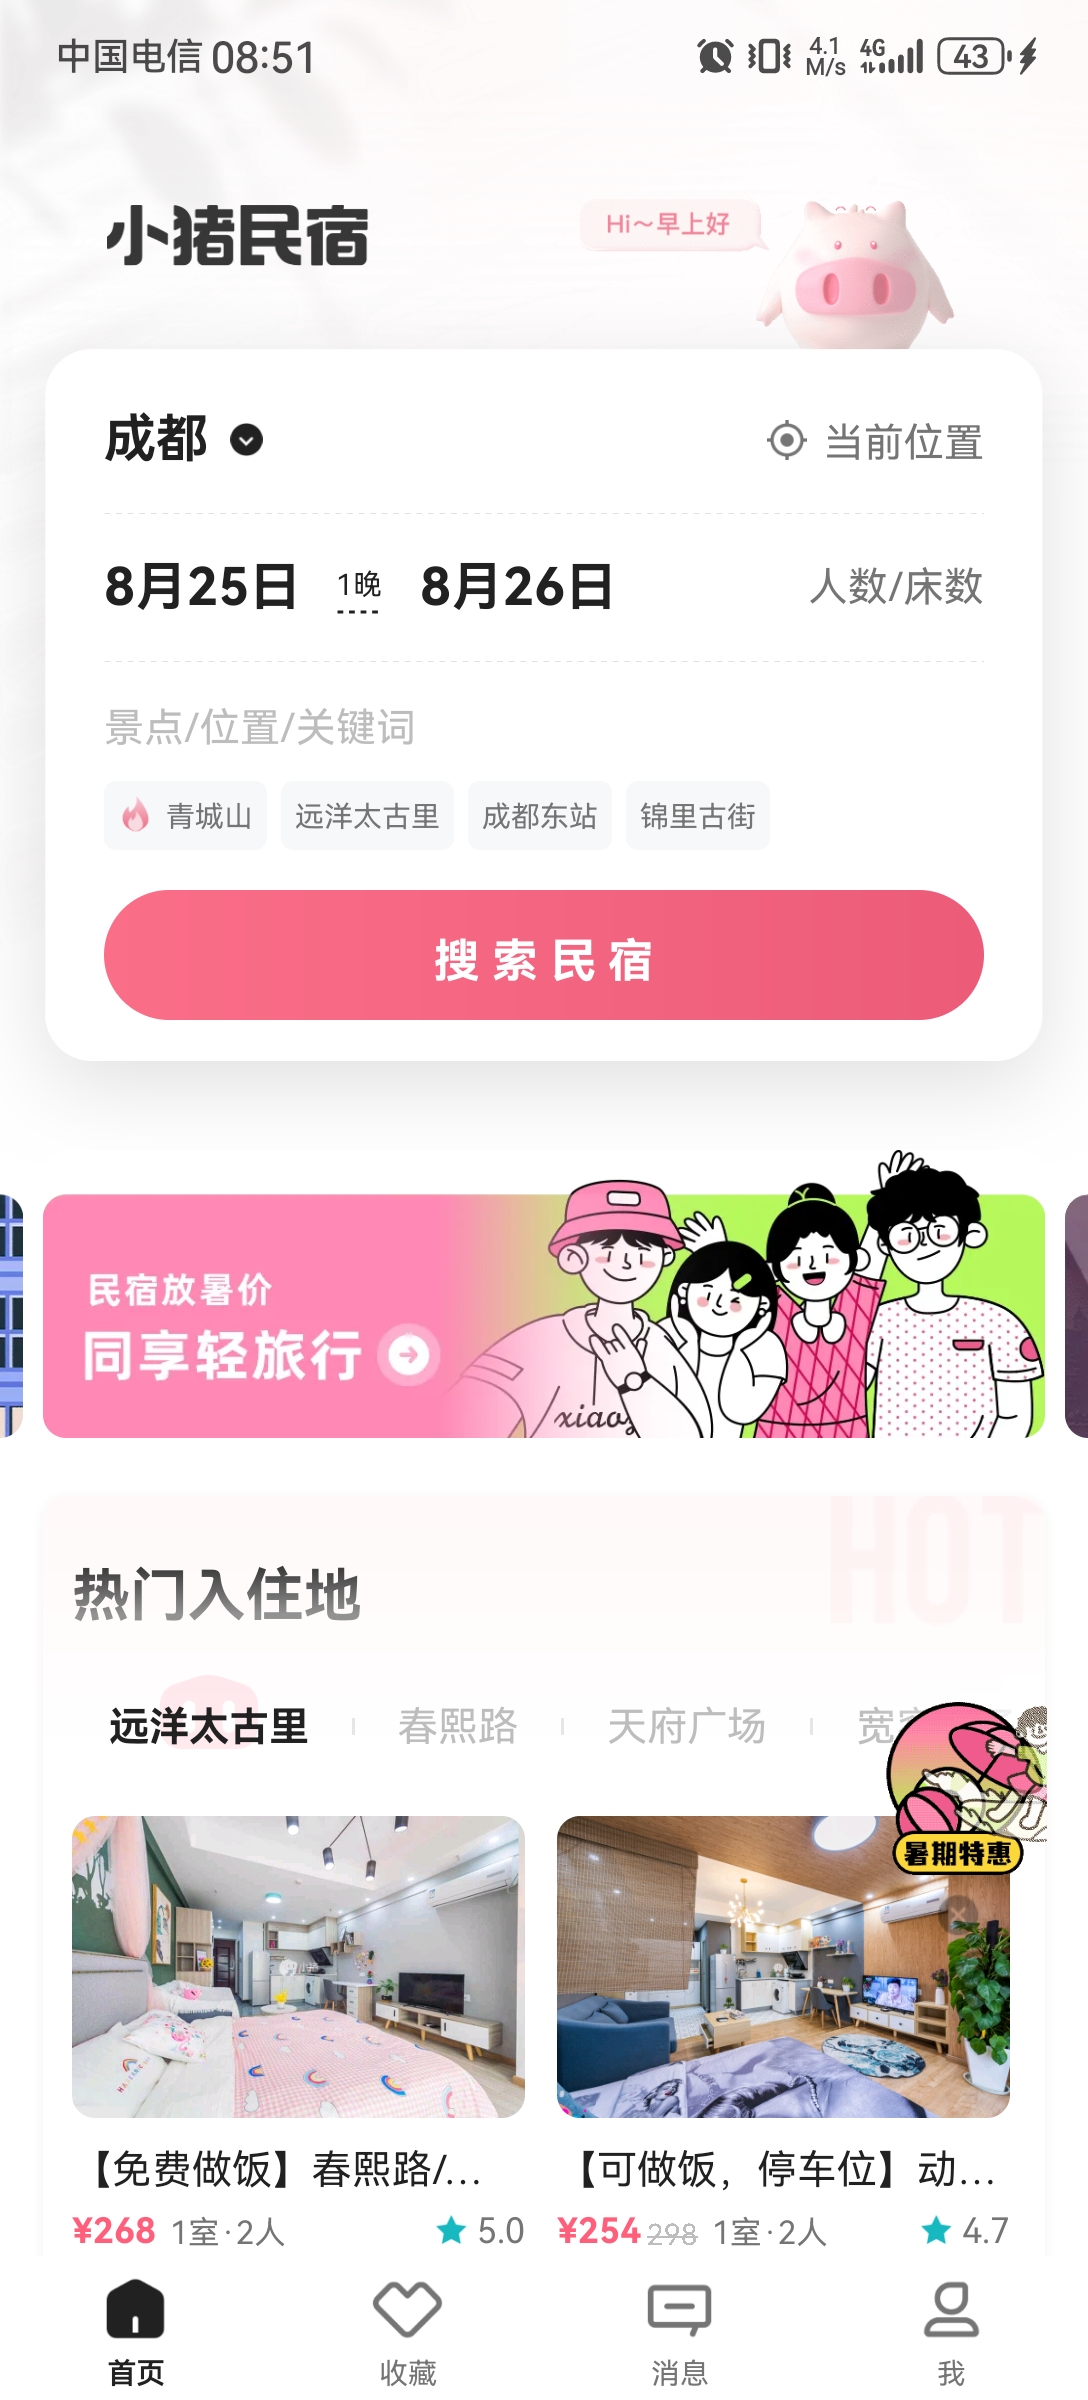 中国电信 08:51
4.1 M/s
4G
43
小猪民宿
Hi～早上好
成都
当前位置
8月25日 1晚 8月26日 人数/床数
景点/位置/关键词
青城山 远洋太古里 成都东站 锦里古街
搜索民宿
民宿放暑价
同享轻旅行
xiao
HOT
热门入住地
远洋太古里 春熙路 天府广场 宽
暑期特惠
【免费做饭】春熙路/... 【可做饭，停车位】动...
¥268 1室·2人 5.0 ¥254 298 1室·2人 4.7
首页 收藏 消息 我